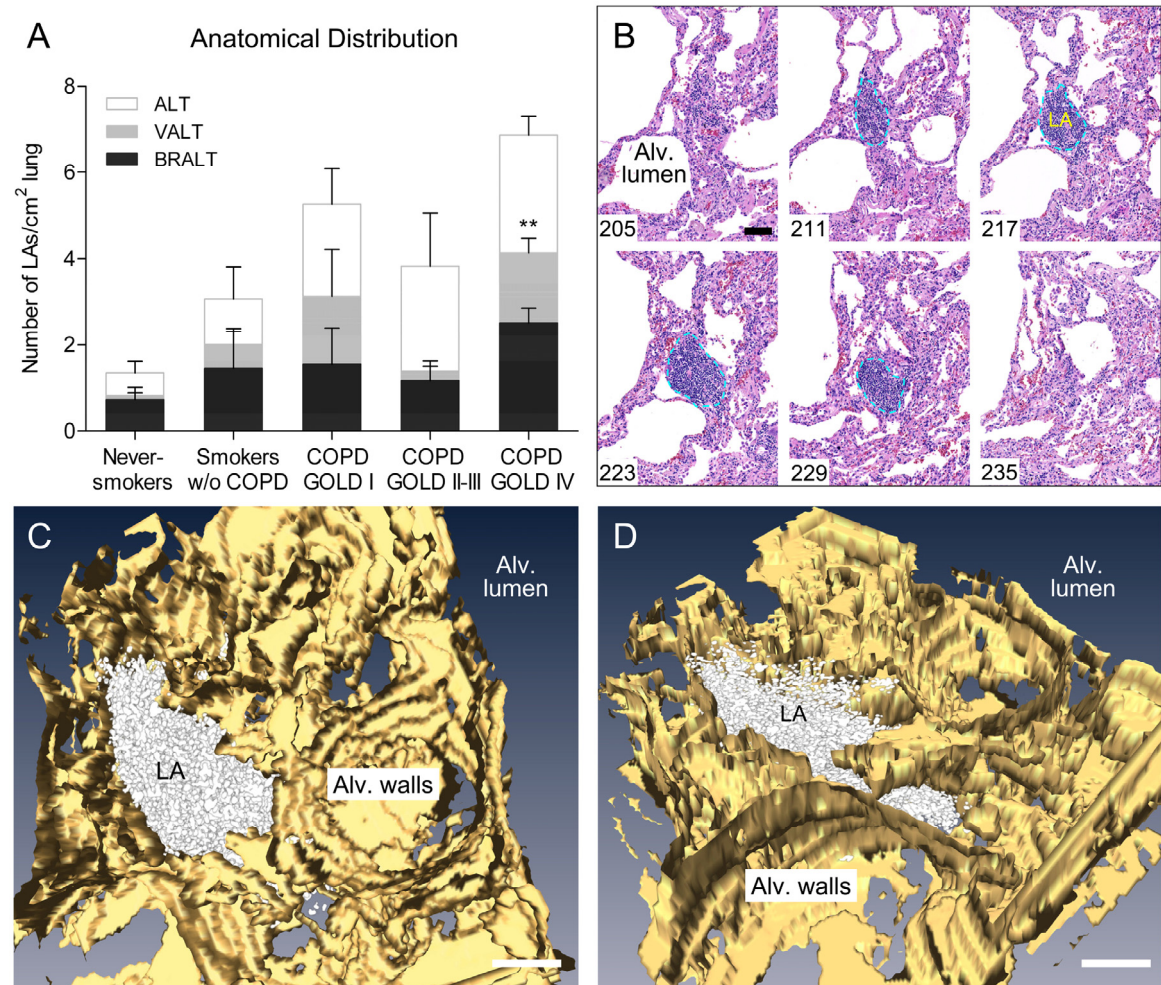 A
Anatomical Distribution
Number of LAs/cm² lung
8
6
4
2
0
ALT
VALT
BRALT
**
Never-
smokers
Smokers
w/o COPD
COPD
GOLD I
COPD
GOLD II-III
COPD
GOLD IV
B
Alv.
lumen
205
211
LA
217
223
229
235
C
Alv.
lumen
LA
Alv. walls
D
Alv.
lumen
LA
Alv. walls